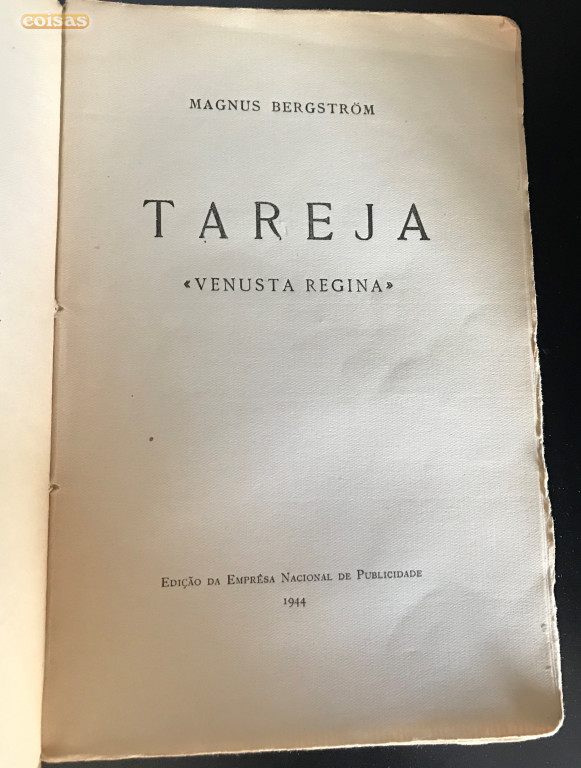 coisas
MAGNUS BERGSTRÖM
TAREJA
«VENUSTA REGINA»
EDIÇÃO DA EMPRÊSA NACIONAL DE PUBLICIDADE
1944